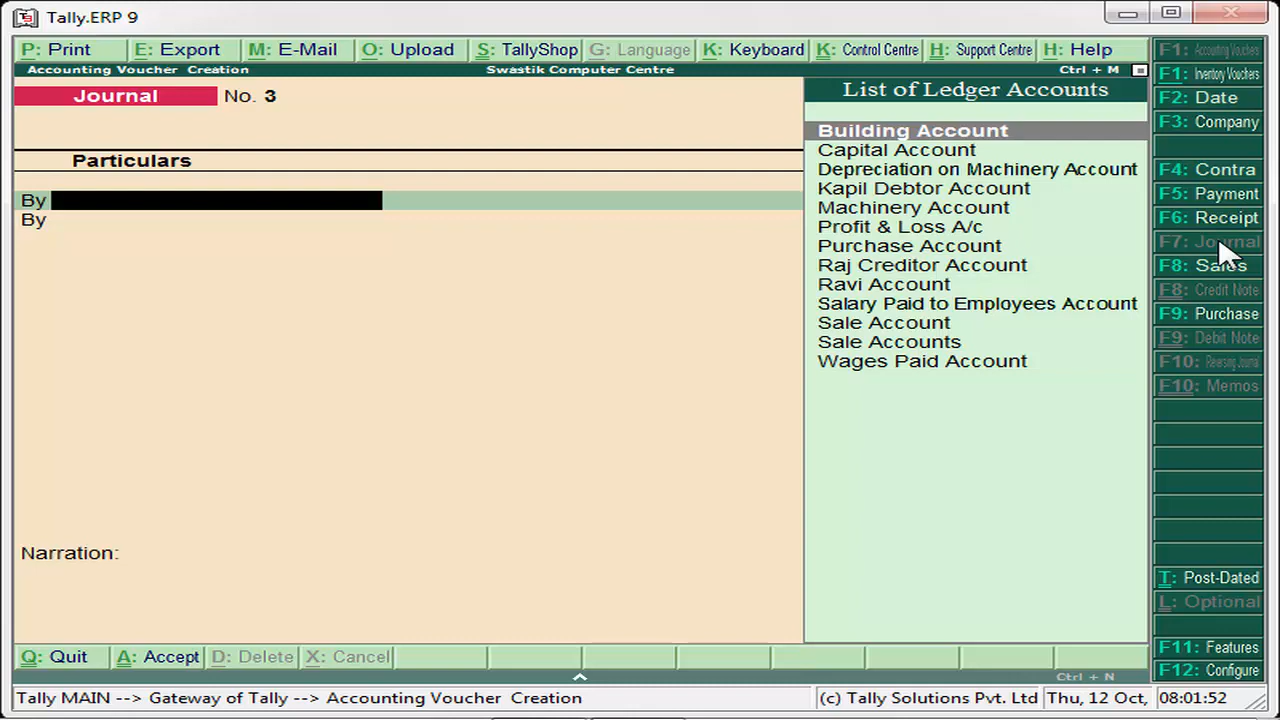 Tally.ERP 9
P: Print E: Export M: E-Mail O: Upload S: TallyShop G: Language K: Keyboard K: Control Centre H: Support Centre H: Help
Accounting Voucher Creation Swastik Computer Centre Ctrl + M
Journal No. 3
Particulars
By
By
Narration:
List of Ledger Accounts
Building Account
Capital Account
Depreciation on Machinery Account
Kapil Debtor Account
Machinery Account
Profit & Loss A/c
Purchase Account
Raj Creditor Account
Ravi Account
Salary Paid to Employees Account
Sale Account
Sale Accounts
Wages Paid Account
F1: Accounting Vouchers
F1: Inventory Vouchers
F2: Date
F3: Company
F4: Contra
F5: Payment
F6: Receipt
F7: Journal
F8: Sales
F8: Credit Note
F9: Purchase
F9: Debit Note
F10: Reversing Journal
F10: Memos
T: Post-Dated
L: Optional
F11: Features
F12: Configure
Q: Quit A: Accept D: Delete X: Cancel
Ctrl + N
Tally MAIN --> Gateway of Tally --> Accounting Voucher Creation (c) Tally Solutions Pvt. Ltd Thu, 12 Oct, 08:01:52